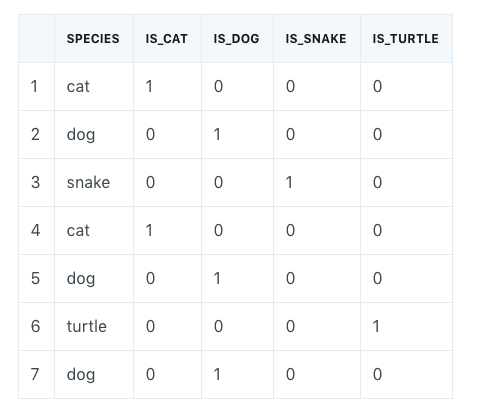 SPECIES IS_CAT IS_DOG IS_SNAKE IS_TURTLE
1 cat 1 0 0 0
2 dog 0 1 0 0
3 snake 0 0 1 0
4 cat 1 0 0 0
5 dog 0 1 0 0
6 turtle 0 0 0 1
7 dog 0 1 0 0